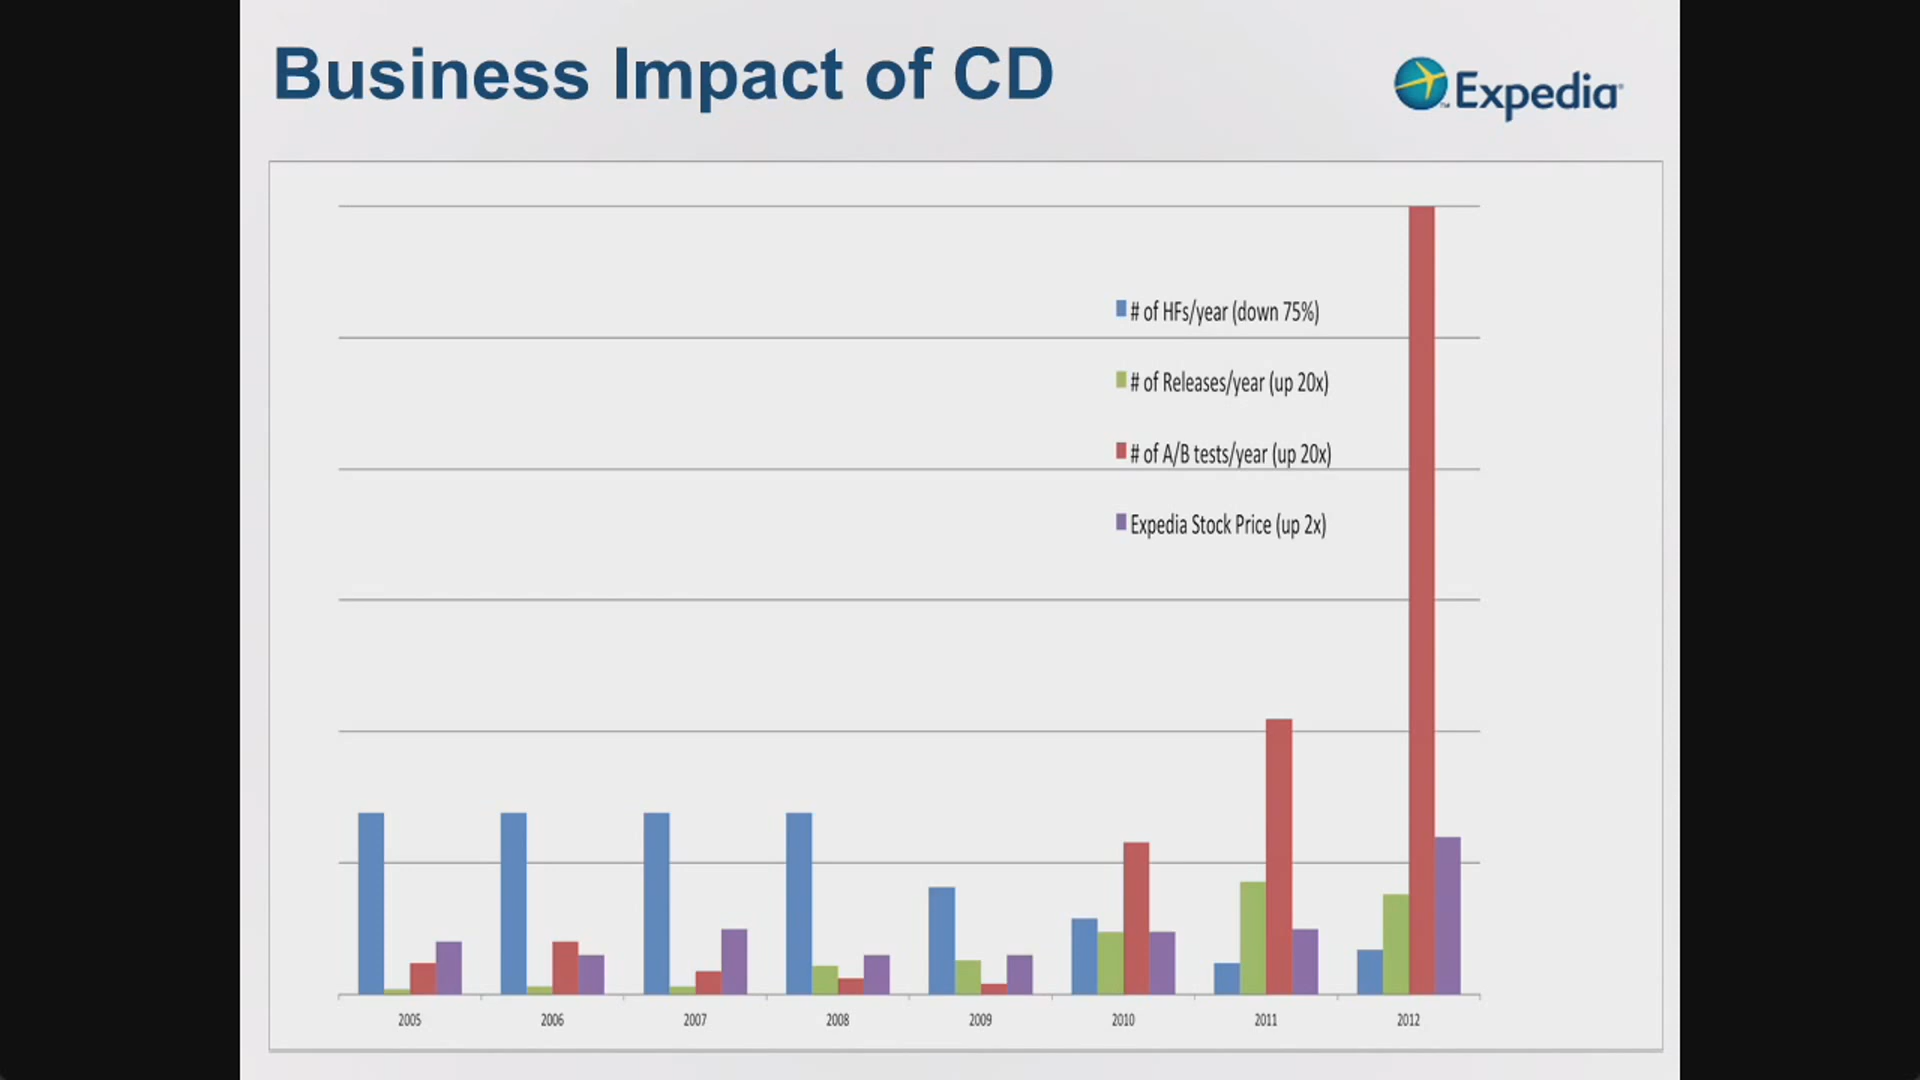 Business Impact of CD
Expedia
# of HFs/year (down 75%)
# of Releases/year (up 20x)
# of A/B tests/year (up 20x)
Expedia Stock Price (up 2x)
2005 2006 2007 2008 2009 2010 2011 2012